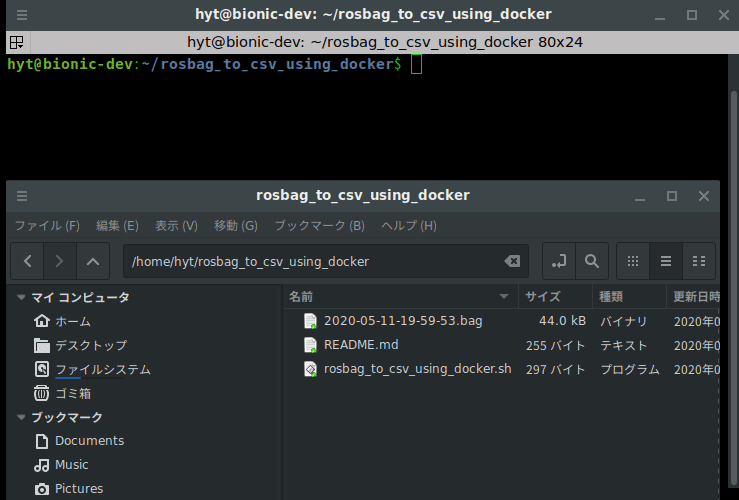 hyt@bionic-dev: ~/rosbag_to_csv_using_docker
hyt@bionic-dev: ~/rosbag_to_csv_using_docker 80x24
hyt@bionic-dev:~/rosbag_to_csv_using_docker$
rosbag_to_csv_using_docker
ファイル (F) 編集 (E) 表示 (V) 移動 (G) ブックマーク (B) ヘルプ (H)
/home/hyt/rosbag_to_csv_using_docker
マイ コンピュータ
ホーム
デスクトップ
ファイルシステム
ゴミ箱
ブックマーク
Documents
Music
Pictures
名前 サイズ 種類 更新日時
2020-05-11-19-59-53.bag 44.0 kB バイナリ 2020年0
README.md 255 バイト テキスト 2020年0
rosbag_to_csv_using_docker.sh 297 バイト プログラム 2020年0